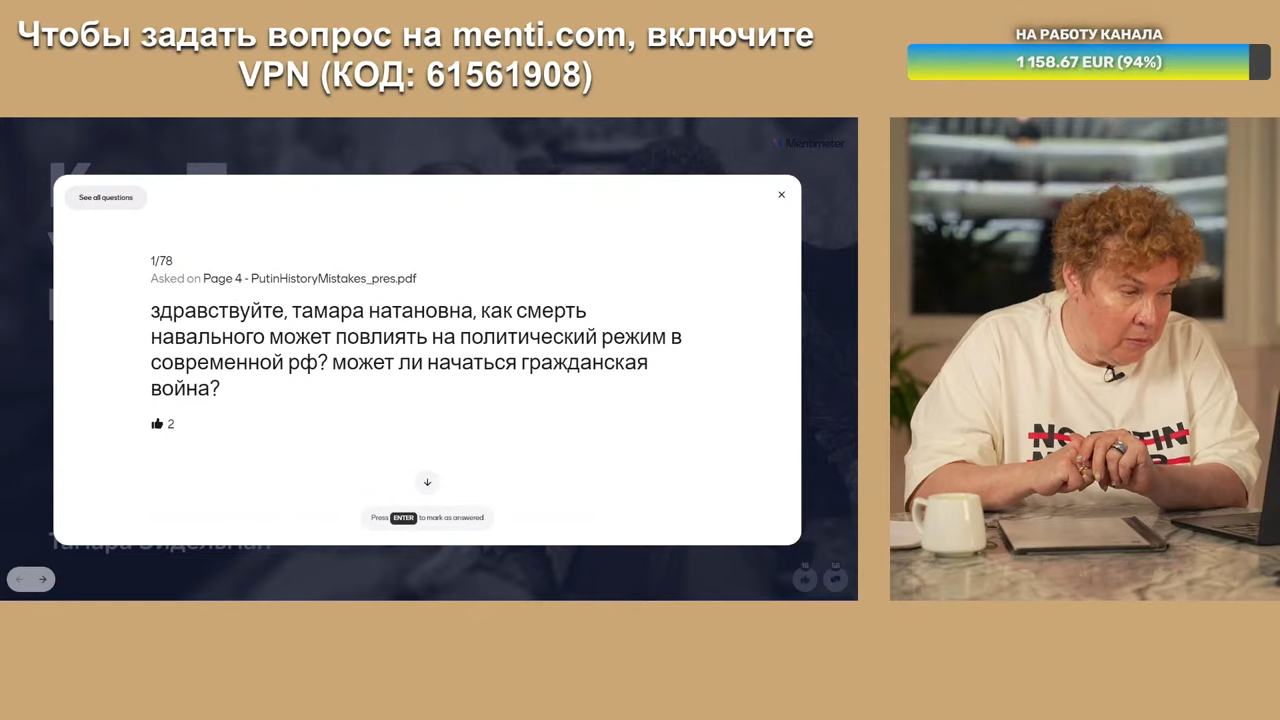 Чтобы задать вопрос на menti.com, включите
VPN (КОД: 61561908)
НА РАБОТУ КАНАЛА
1 158.67 EUR (94%)
Mentimeter
See all questions
1/78
Asked on Page 4 - PutinHistoryMistakes_pres.pdf
здравствуйте, тамара натановна, как смерть
навального может повлиять на политический режим в
современной рф? может ли начаться гражданская
война?
2
Press ENTER to mark as answered